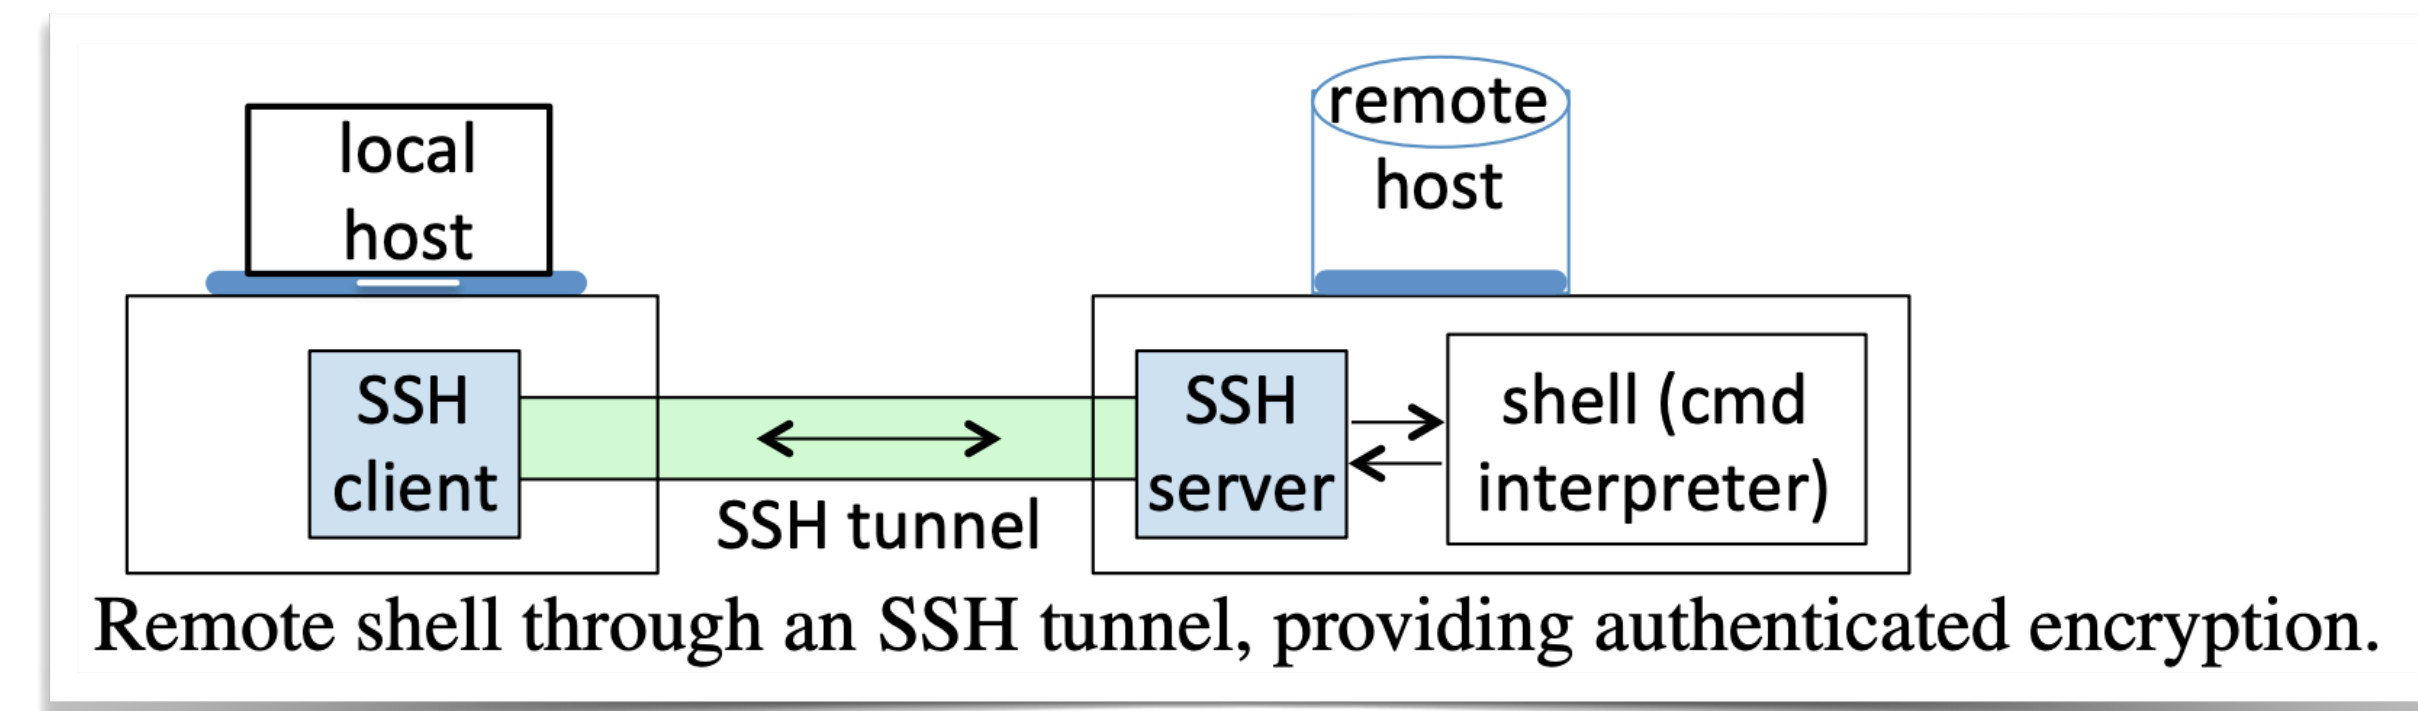 local
host
remote
host
SSH
client
SSH tunnel
SSH
server
shell (cmd
interpreter)
Remote shell through an SSH tunnel, providing authenticated encryption.